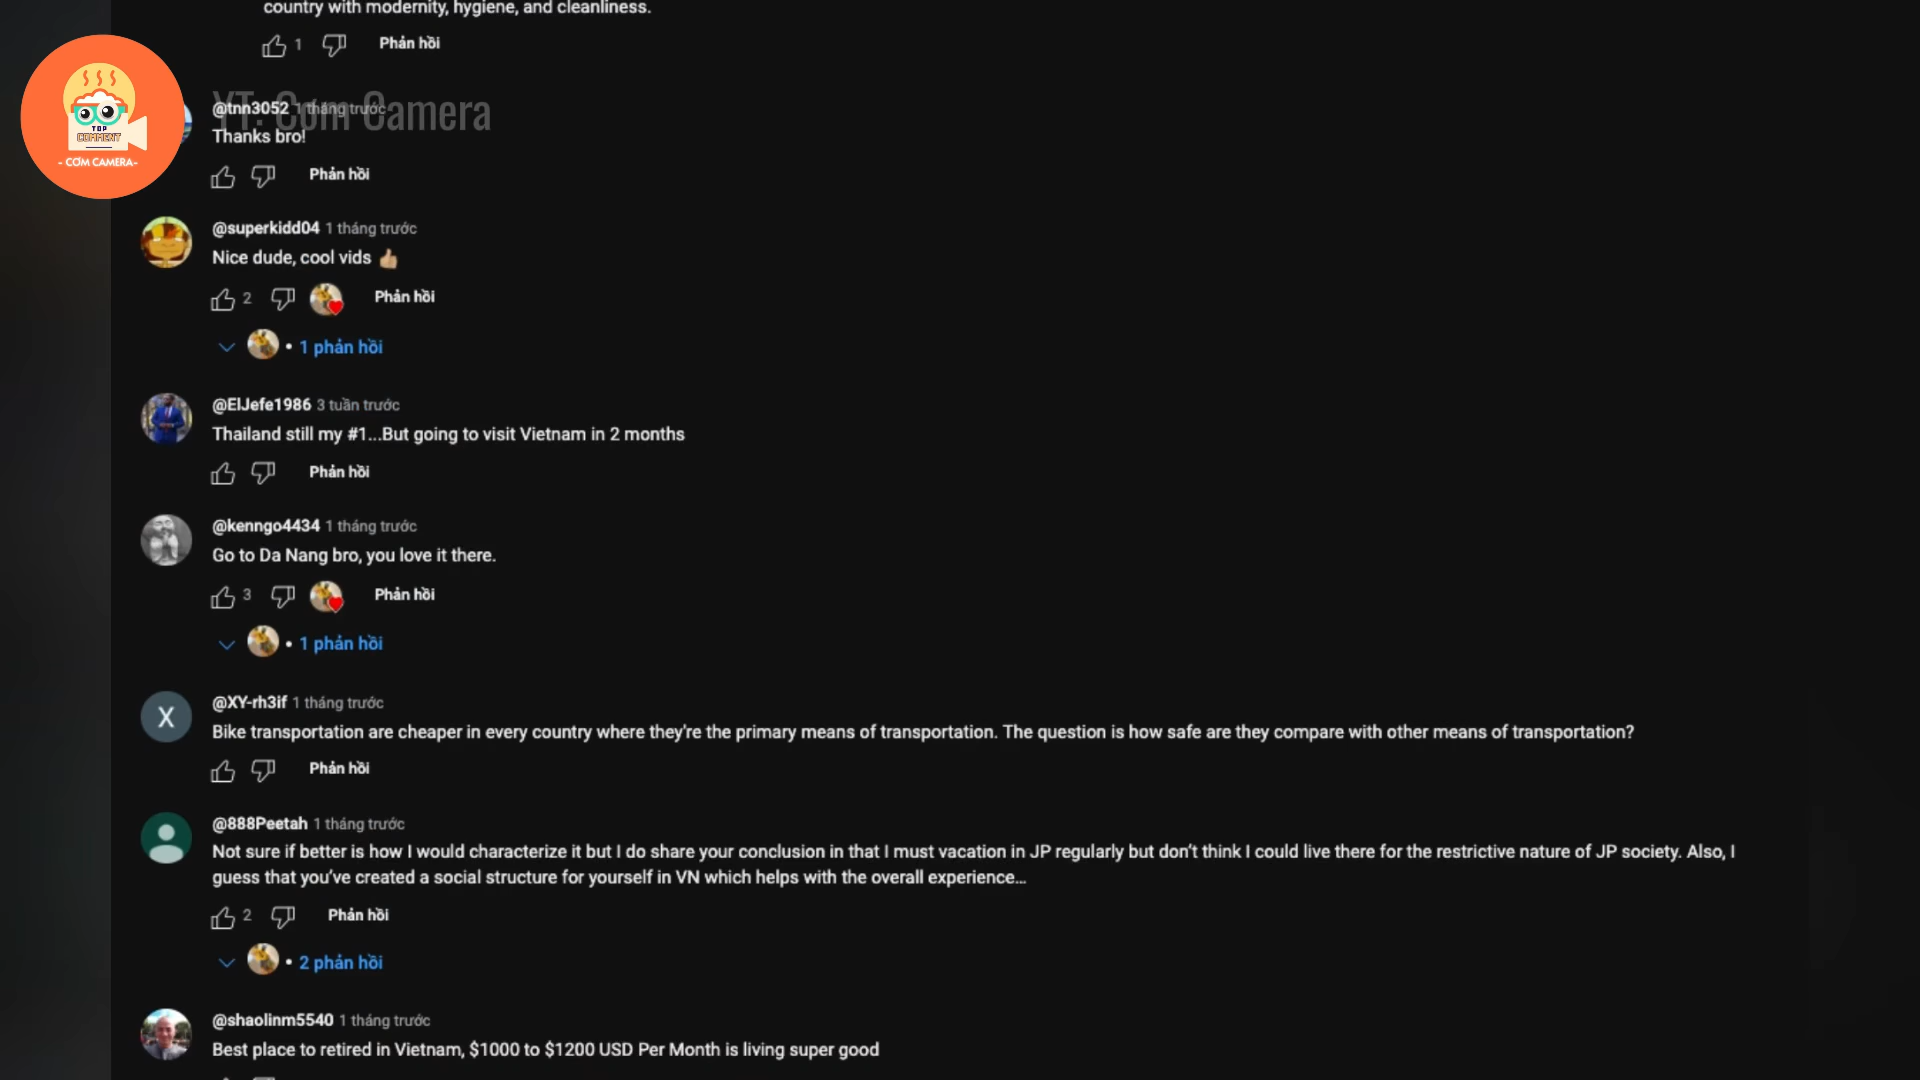 country with modernity, hygiene, and cleanliness.
1 Phản hồi
YT: Cơm Camera
@tnn3052 1 tháng trước
Thanks bro!
Phản hồi
TOP
COMMENT
- CƠM CAMERA-
@superkidd04 1 tháng trước
Nice dude, cool vids 👍🏼
2 Phản hồi
• 1 phản hồi
@ElJefe1986 3 tuần trước
Thailand still my #1...But going to visit Vietnam in 2 months
Phản hồi
@kenngo4434 1 tháng trước
Go to Da Nang bro, you love it there.
3 Phản hồi
• 1 phản hồi
X
@XY-rh3if 1 tháng trước
Bike transportation are cheaper in every country where they're the primary means of transportation. The question is how safe are they compare with other means of transportation?
Phản hồi
@888Peetah 1 tháng trước
Not sure if better is how I would characterize it but I do share your conclusion in that I must vacation in JP regularly but don't think I could live there for the restrictive nature of JP society. Also, I
guess that you've created a social structure for yourself in VN which helps with the overall experience...
2 Phản hồi
• 2 phản hồi
@shaolinm5540 1 tháng trước
Best place to retired in Vietnam, $1000 to $1200 USD Per Month is living super good